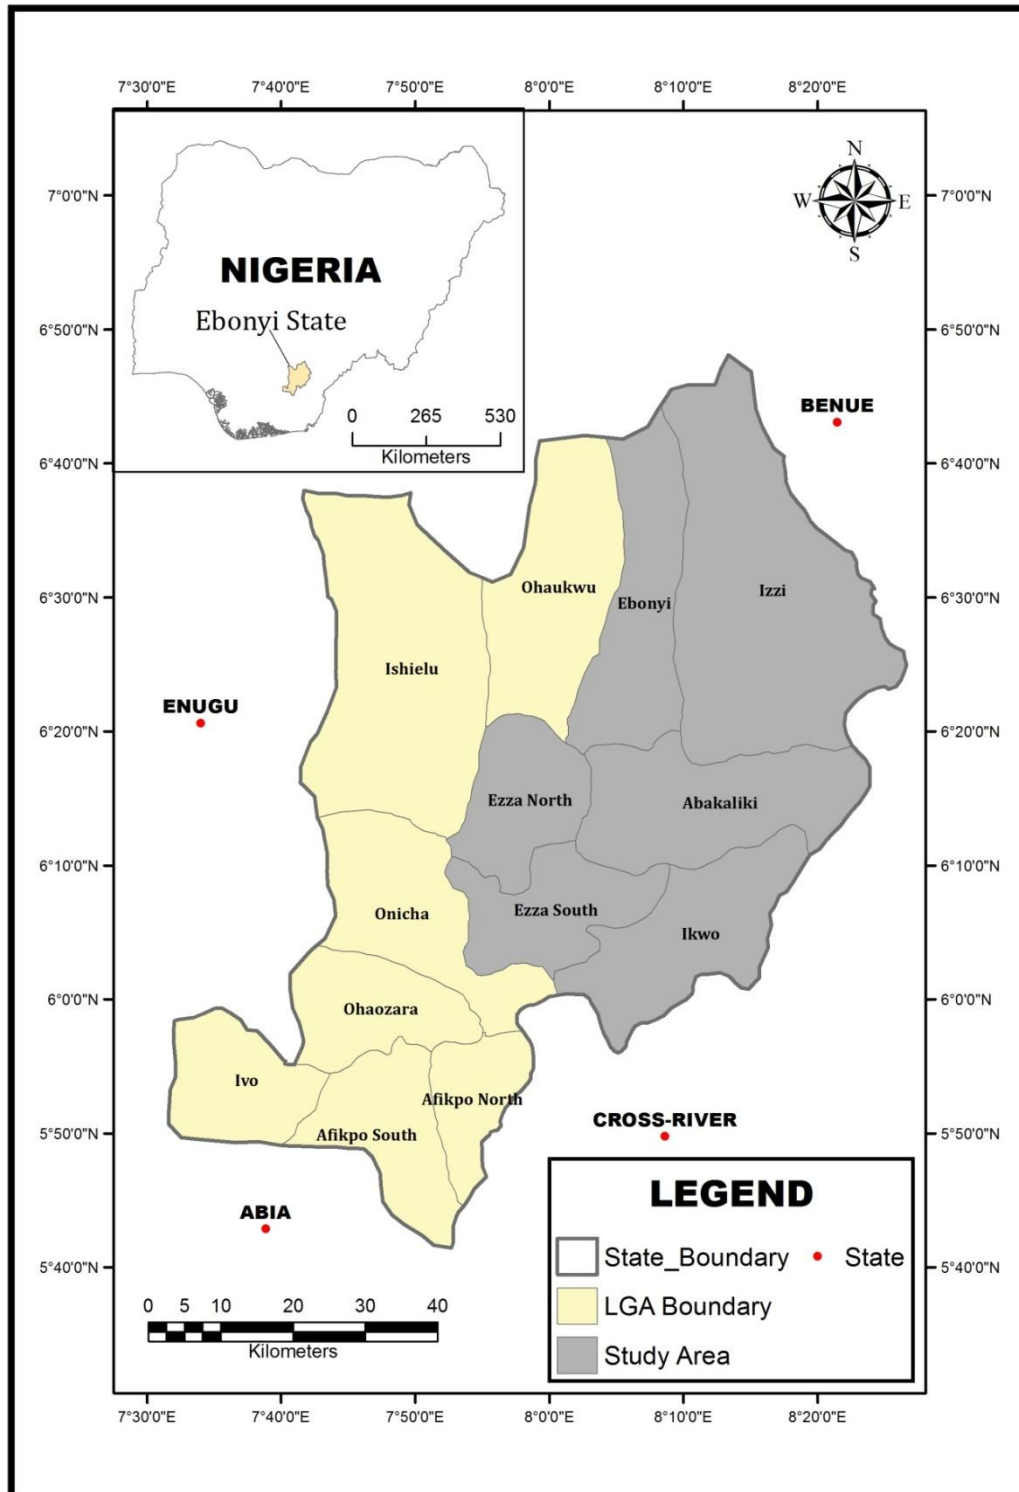 7°30'0"E 7°40'0"E 7°50'0"E 8°0'0"E 8°10'0"E 8°20'0"E
N
W E
S
7°0'0"N 7°0'0"N
NIGERIA
Ebonyi State
6°50'0"N 6°50'0"N
0 265 530
Kilometers
BENUE
6°40'0"N 6°40'0"N
Ohaukwu
Ebonyi
Izzi
6°30'0"N 6°30'0"N
Ishielu
ENUGU
6°20'0"N 6°20'0"N
Ezza North
Abakaliki
6°10'0"N 6°10'0"N
Onicha
Ezza South
Ikwo
6°0'0"N 6°0'0"N
Ohaozara
Ivo
Afikpo North
Afikpo South
CROSS-RIVER
5°50'0"N 5°50'0"N
ABIA
5°40'0"N 5°40'0"N
0 5 10 20 30 40
Kilometers
LEGEND
State_Boundary State
LGA Boundary
Study Area
7°30'0"E 7°40'0"E 7°50'0"E 8°0'0"E 8°10'0"E 8°20'0"E